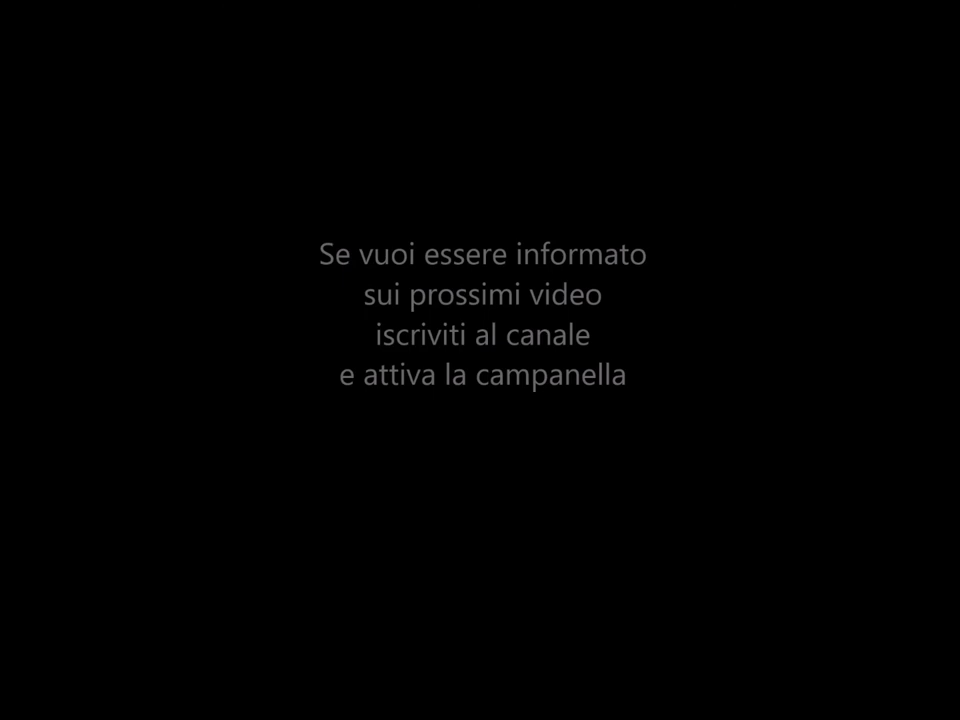 Se vuoi essere informato
sui prossimi video
iscriviti al canale
e attiva la campanella